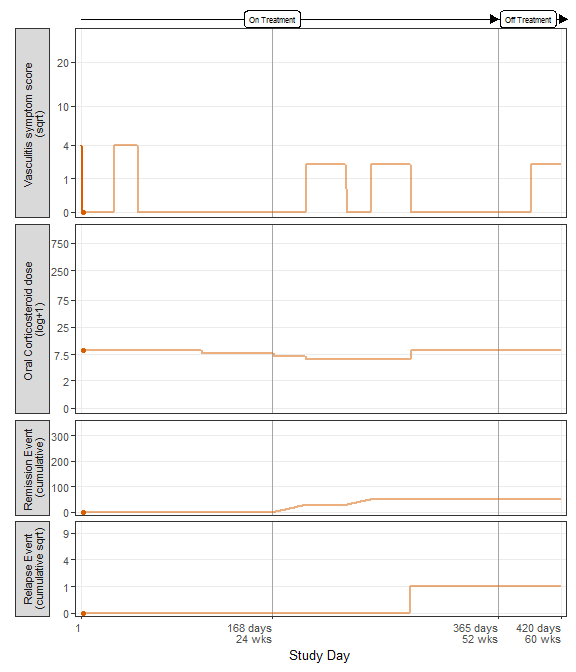 On Treatment
Off Treatment
Vasculitis symptom score
(sqrt)
20
10
4
1
0
Oral Corticosteroid dose
(log+1)
750
250
75
25
7.5
2
0
Remission Event
(cumulative)
300
200
100
0
Relapse Event
(cumulative sqrt)
9
4
1
0
1
168 days
24 wks
365 days
52 wks
420 days
60 wks
Study Day